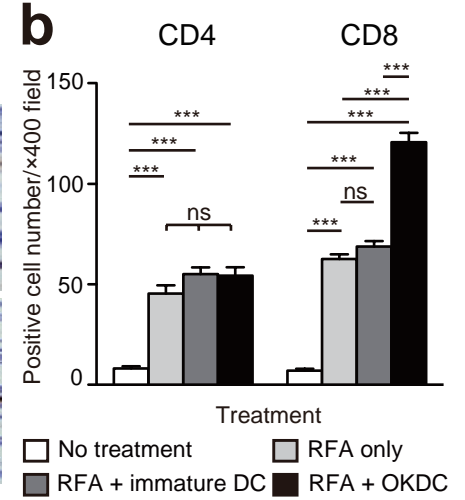 b
CD4 CD8
Positive cell number/×400 field
150
100
50
0
***
***
***
ns
***
***
***
***
ns
***
Treatment
No treatment
RFA only
RFA + immature DC
RFA + OKDC